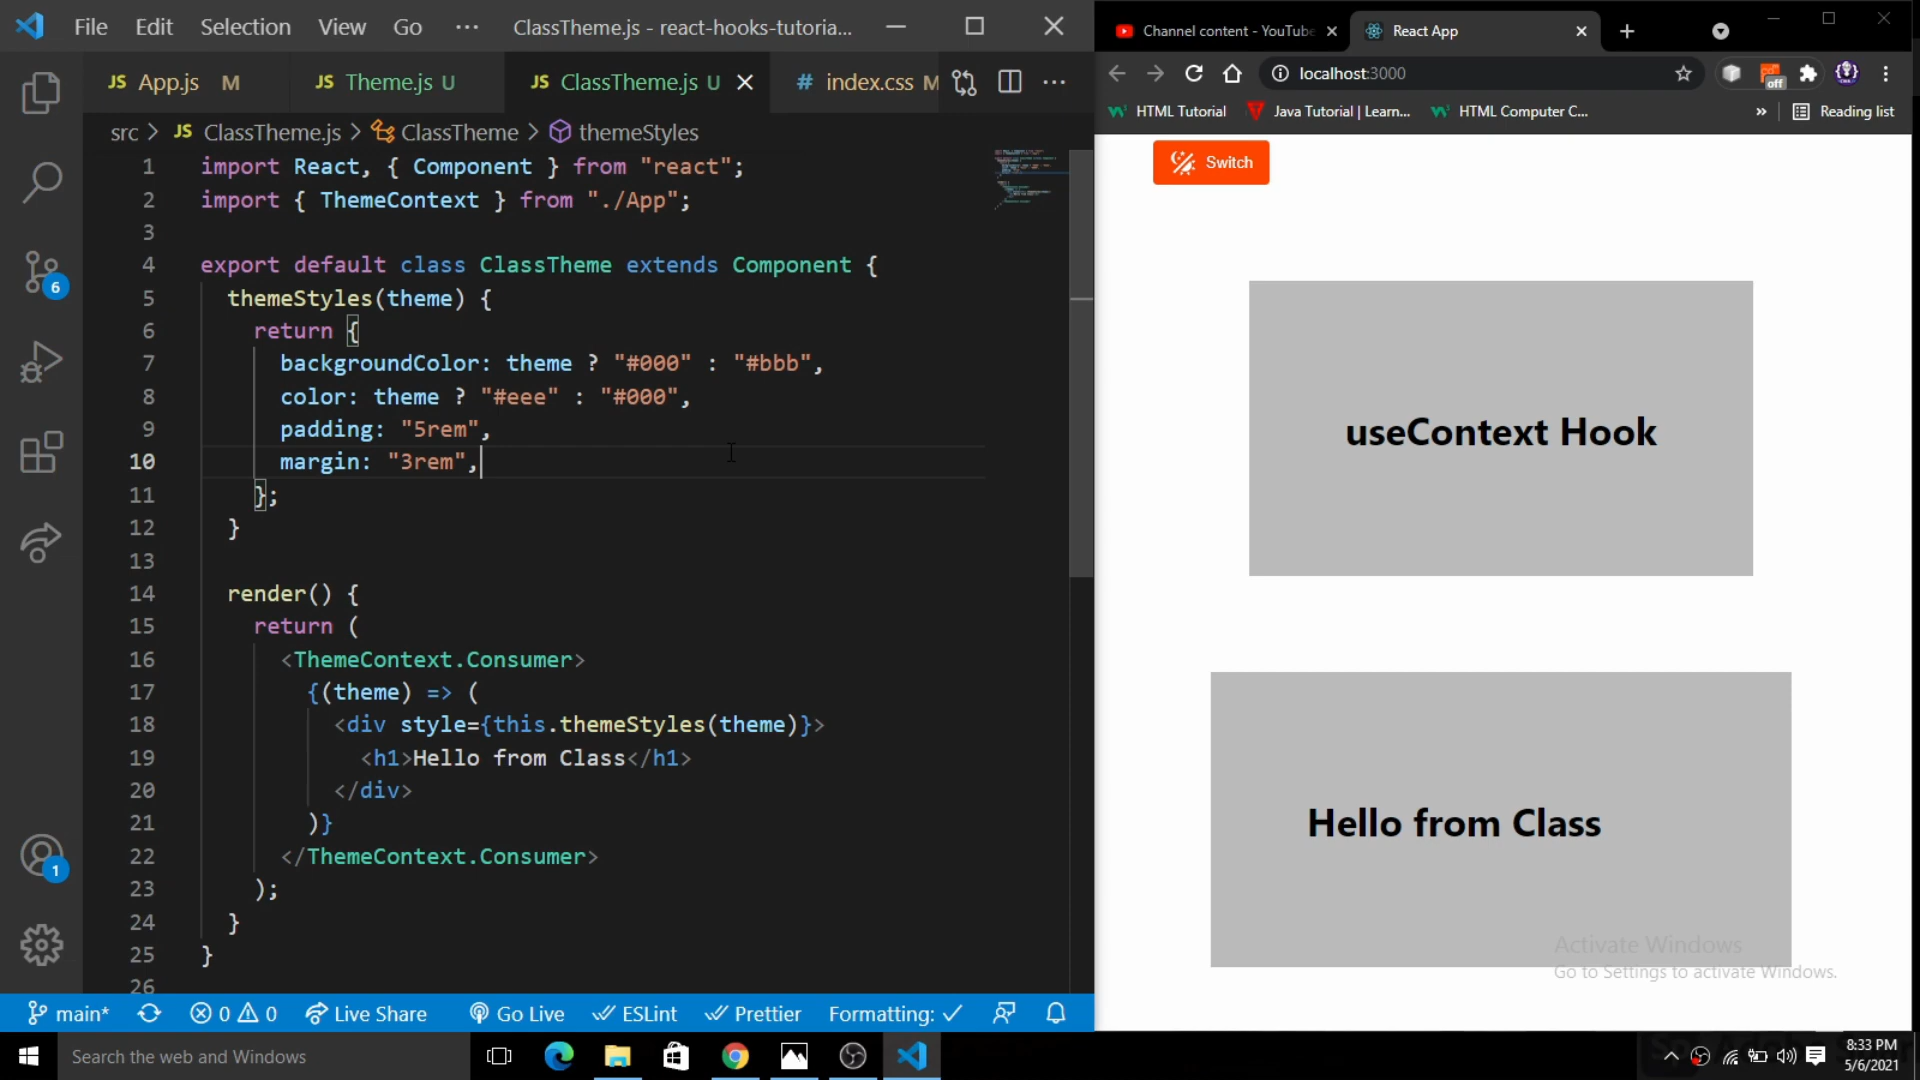 File Edit Selection View Go ··· ClassTheme.js - react-hooks-tutoria...
JS App.js M JS Theme.js U JS ClassTheme.js U # index.css M
src > JS ClassTheme.js > ClassTheme > themeStyles
1 import React, { Component } from "react";
2 import { ThemeContext } from "./App";
3
4 export default class ClassTheme extends Component {
5 themeStyles(theme) {
6 return {
7 backgroundColor: theme ? "#000" : "#bbb",
8 color: theme ? "#eee" : "#000",
9 padding: "5rem",
10 margin: "3rem",
11 };
12 }
13
14 render() {
15 return (
16 <ThemeContext.Consumer>
17 {(theme) => (
18 <div style={this.themeStyles(theme)}>
19 <h1>Hello from Class</h1>
20 </div>
21 )}
22 </ThemeContext.Consumer>
23 );
24 }
25 }
26
6
1
main* 0 0 Live Share Go Live ESLint Prettier Formatting: ✓
Channel content - YouTube React App
localhost:3000
off
HTML Tutorial Java Tutorial | Learn... HTML Computer C... » Reading list
Switch
useContext Hook
Hello from Class
Activate Windows
Go to Settings to activate Windows.
Search the web and Windows
8:33 PM
5/6/2021